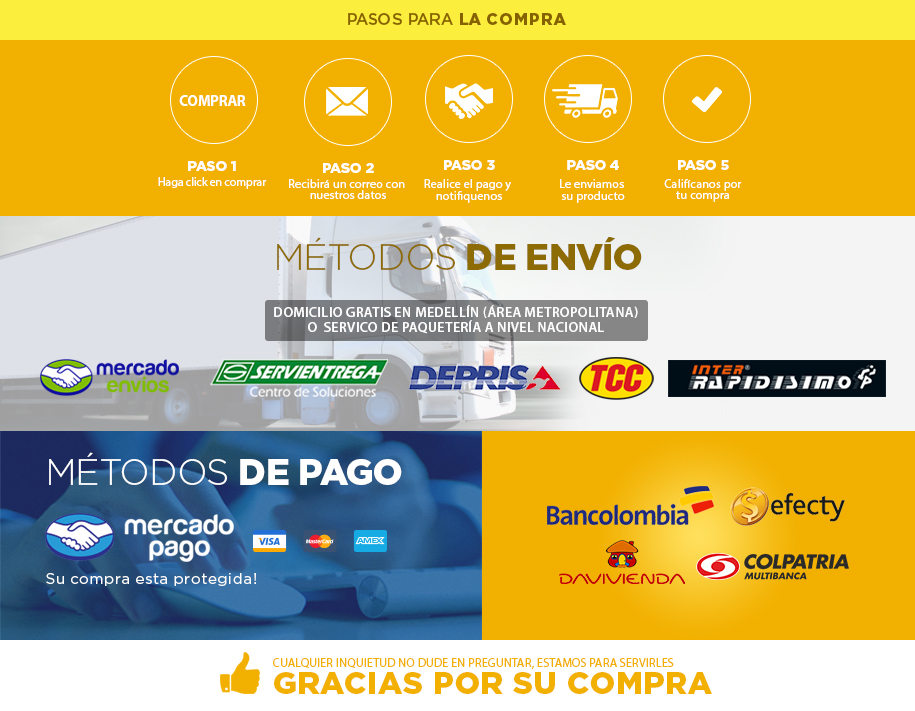 PASOS PARA LA COMPRA
COMPRAR
PASO 1
Haga click en comprar
PASO 2
Recibirá un correo con
nuestros datos
PASO 3
Realice el pago y
notifiquenos
PASO 4
Le enviamos
su producto
PASO 5
Califícanos por
tu compra
MÉTODOS DE ENVÍO
DOMICILIO GRATIS EN MEDELLÍN (ÁREA METROPOLITANA)
O SERVICO DE PAQUETERÍA A NIVEL NACIONAL
mercado
envios
SERVIENTREGA
Centro de Soluciones
DEPRISA
TCC
INTER
RAPIDISIMO
MÉTODOS DE PAGO
mercado
pago
VISA
MasterCard
AMEX
Su compra esta protegida!
Bancolombia
efecty
DAVIVIENDA
COLPATRIA
MULTIBANCA
CUALQUIER INQUIETUD NO DUDE EN PREGUNTAR, ESTAMOS PARA SERVIRLES
GRACIAS POR SU COMPRA